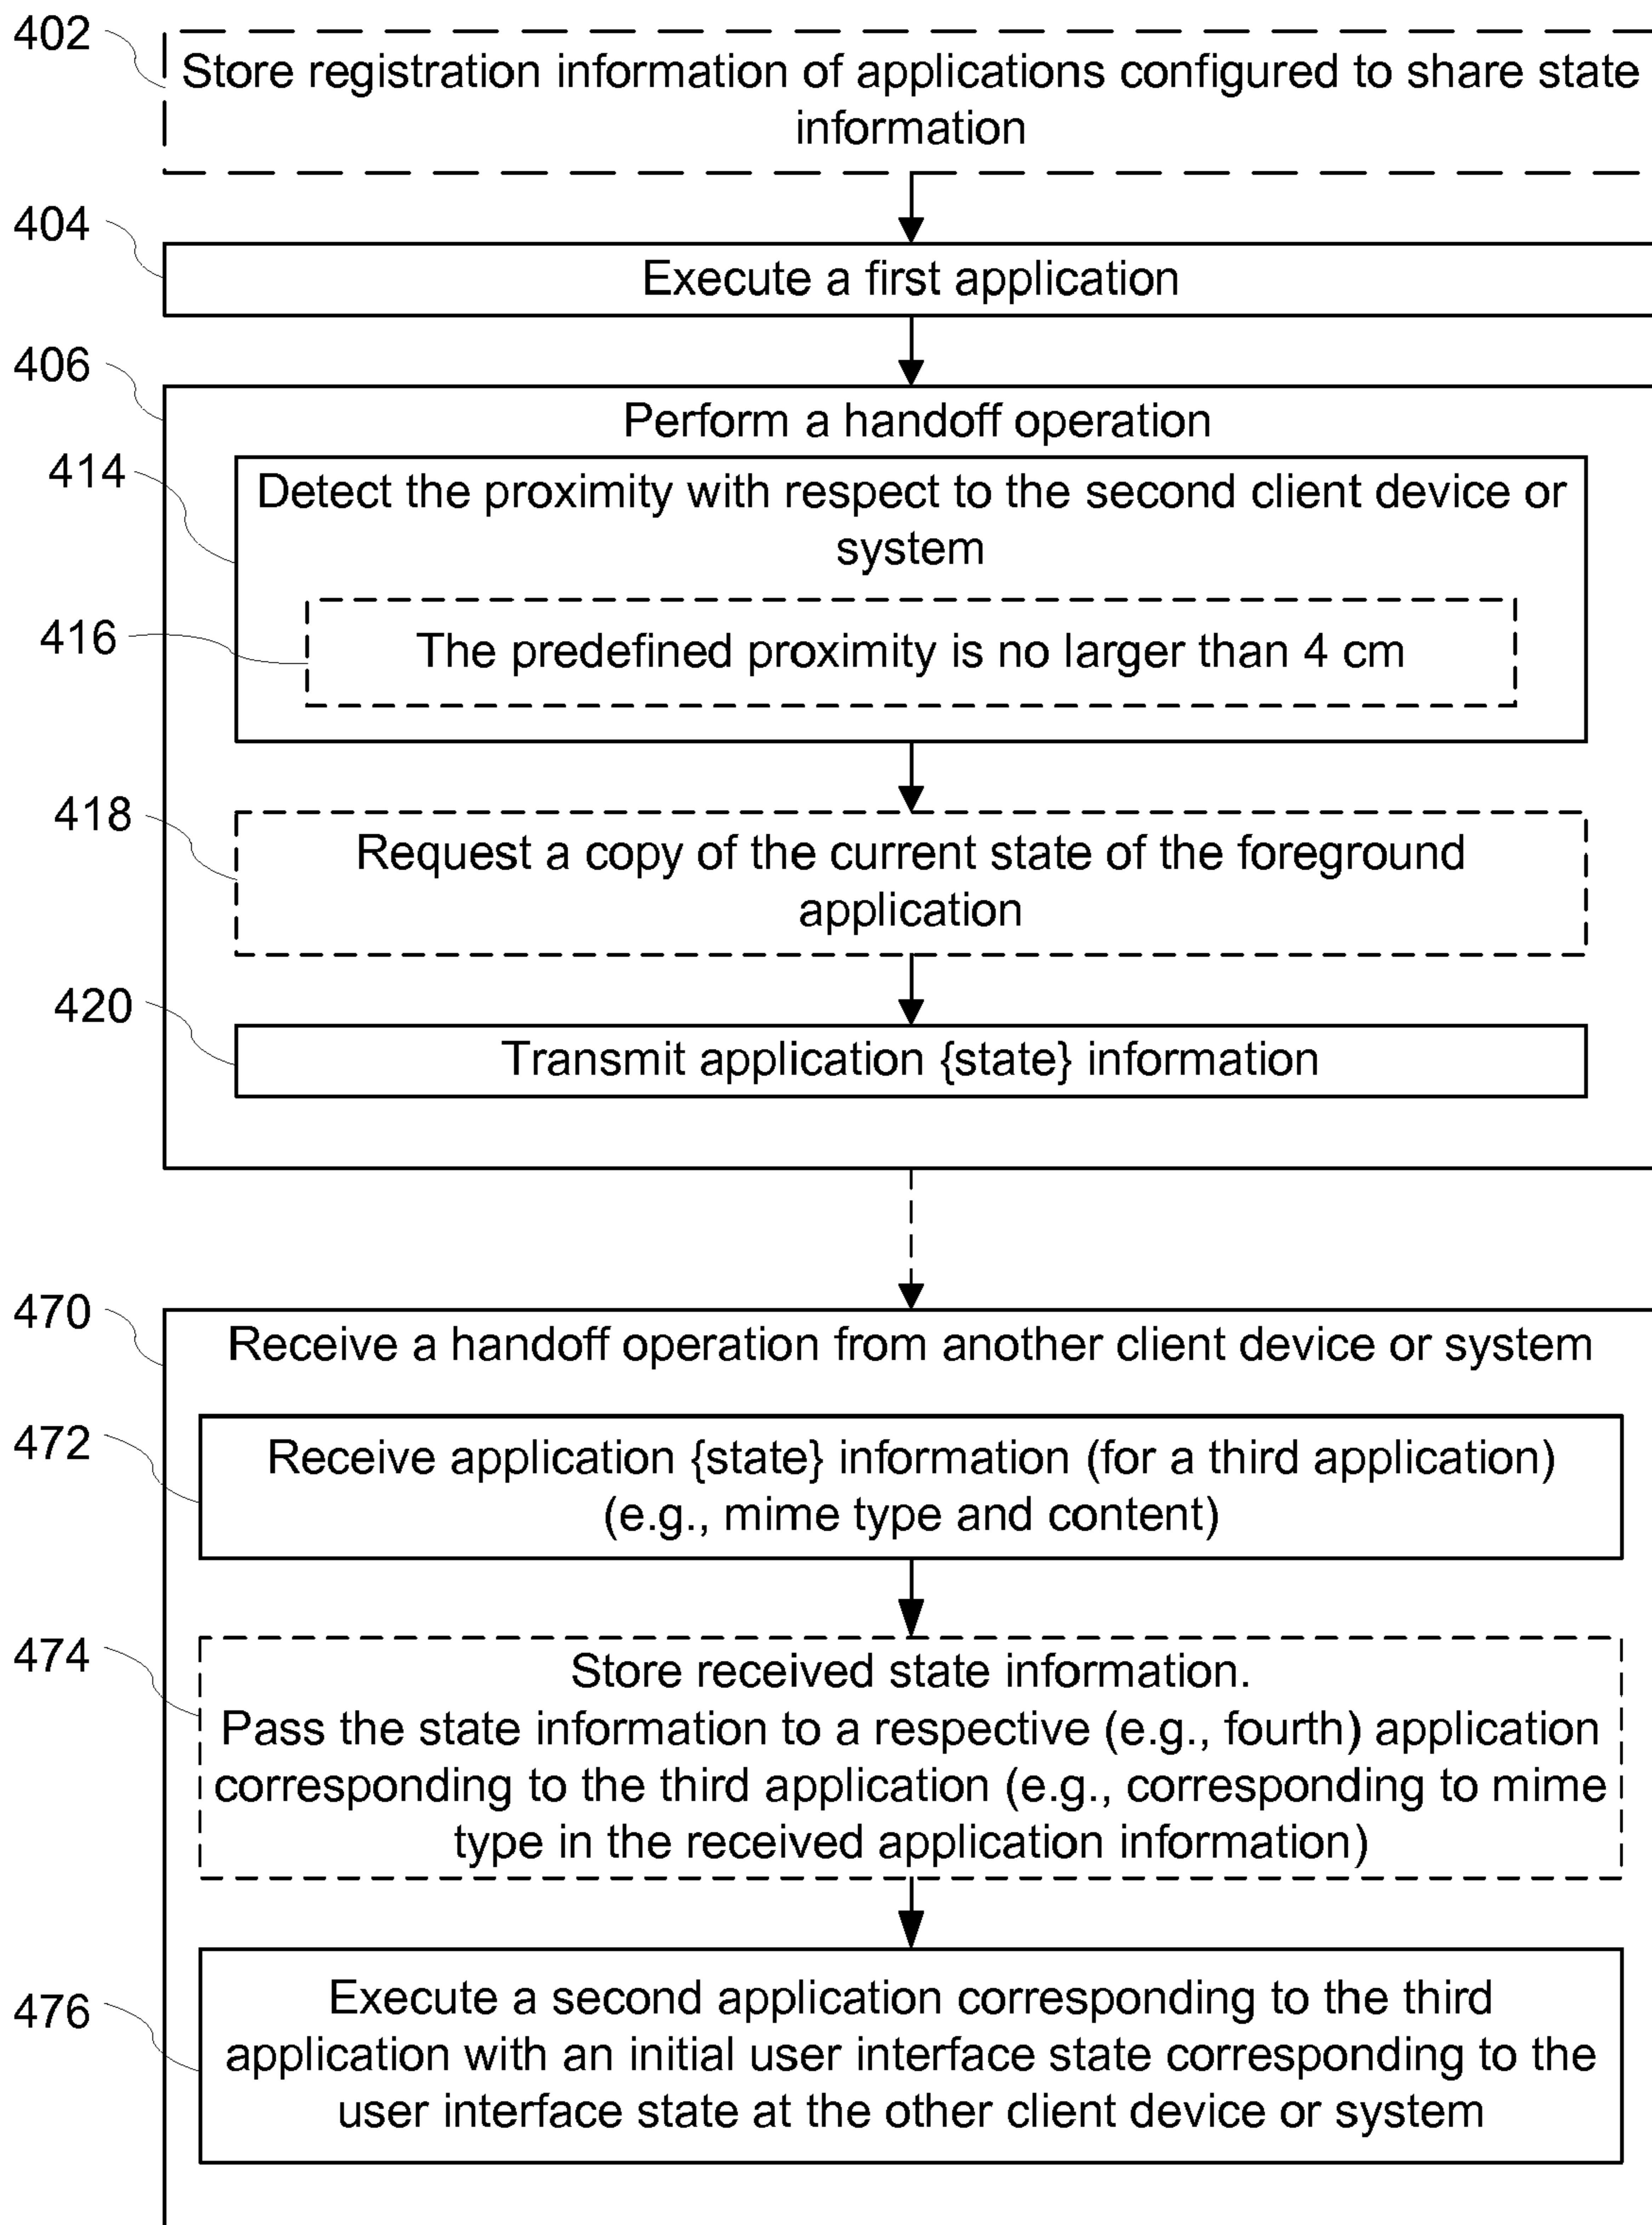 402
Store registration information of applications configured to share state
information
404
Execute a first application
406
Perform a handoff operation
414
Detect the proximity with respect to the second client device or
system
416
The predefined proximity is no larger than 4 cm
418
Request a copy of the current state of the foreground
application
420
Transmit application {state} information
470
Receive a handoff operation from another client device or system
472
Receive application {state} information (for a third application)
(e.g., mime type and content)
474
Store received state information.
Pass the state information to a respective (e.g., fourth) application
corresponding to the third application (e.g., corresponding to mime
type in the received application information)
476
Execute a second application corresponding to the third
application with an initial user interface state corresponding to the
user interface state at the other client device or system